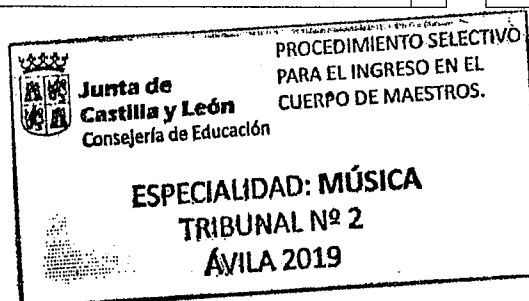 PROCEDIMIENTO SELECTIVO
PARA EL INGRESO EN EL
CUERPO DE MAESTROS.
Junta de
Castilla y León
Consejería de Educación
ESPECIALIDAD: MÚSICA
TRIBUNAL Nº 2
ÁVILA 2019